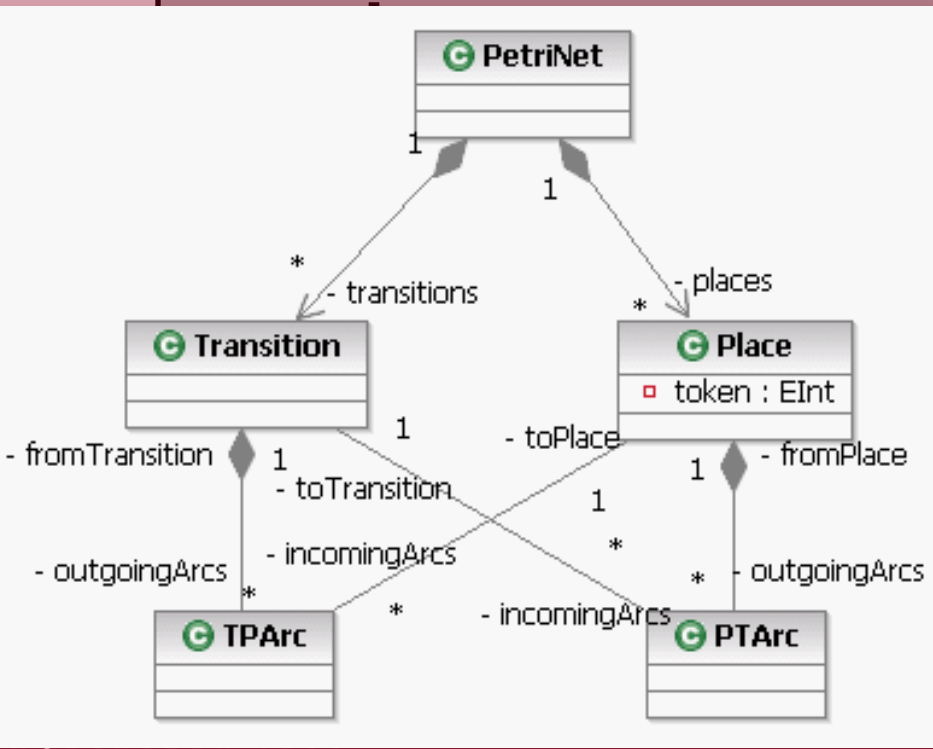 C PetriNet
1
1
*
- transitions
- places
*
C Transition
C Place
token : EInt
- fromTransition
1
1
- toPlace
1
- fromPlace
- toTransition
1
- outgoingArcs
- incomingArcs
*
*
- outgoingArcs
*
*
- incomingArcs
C TPArc
C PTArc